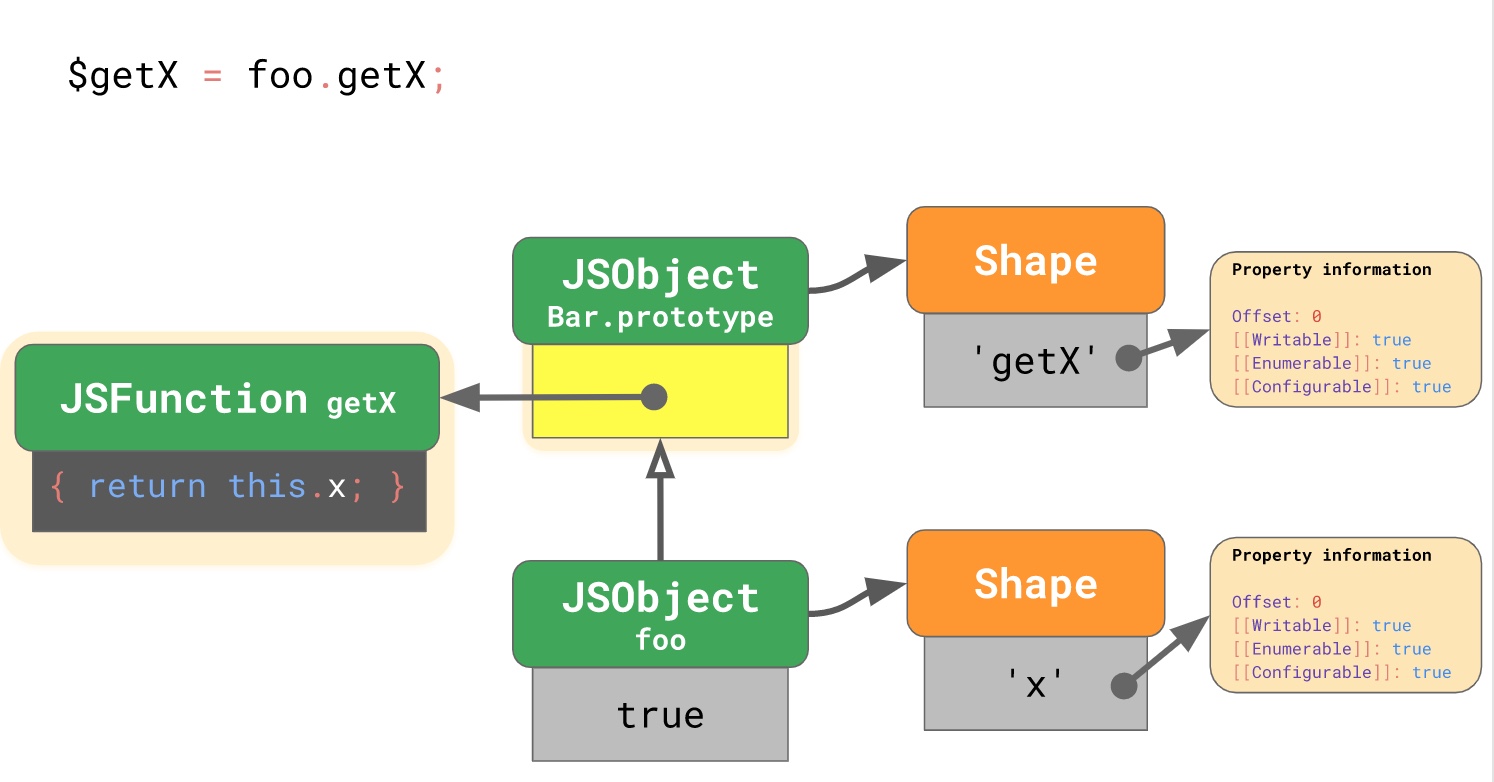 $getX = foo.getX;
JSFunction getX
{ return this.x; }
JSObject
Bar.prototype
Shape
'getX'
Property information
Offset: 0
[[Writable]]: true
[[Enumerable]]: true
[[Configurable]]: true
JSObject
foo
true
Shape
'x'
Property information
Offset: 0
[[Writable]]: true
[[Enumerable]]: true
[[Configurable]]: true